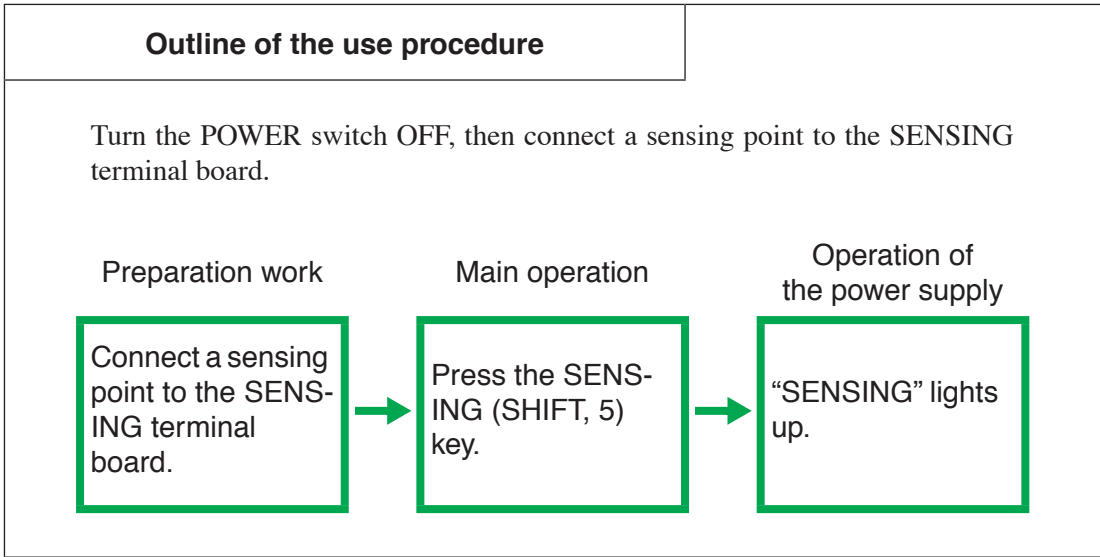 Outline of the use procedure
Turn the POWER switch OFF, then connect a sensing point to the SENSING
terminal board.
Preparation work
Connect a sensing
point to the SENS-
ING terminal
board.
Main operation
Press the SENS-
ING (SHIFT, 5)
key.
Operation of
the power supply
“SENSING” lights
up.